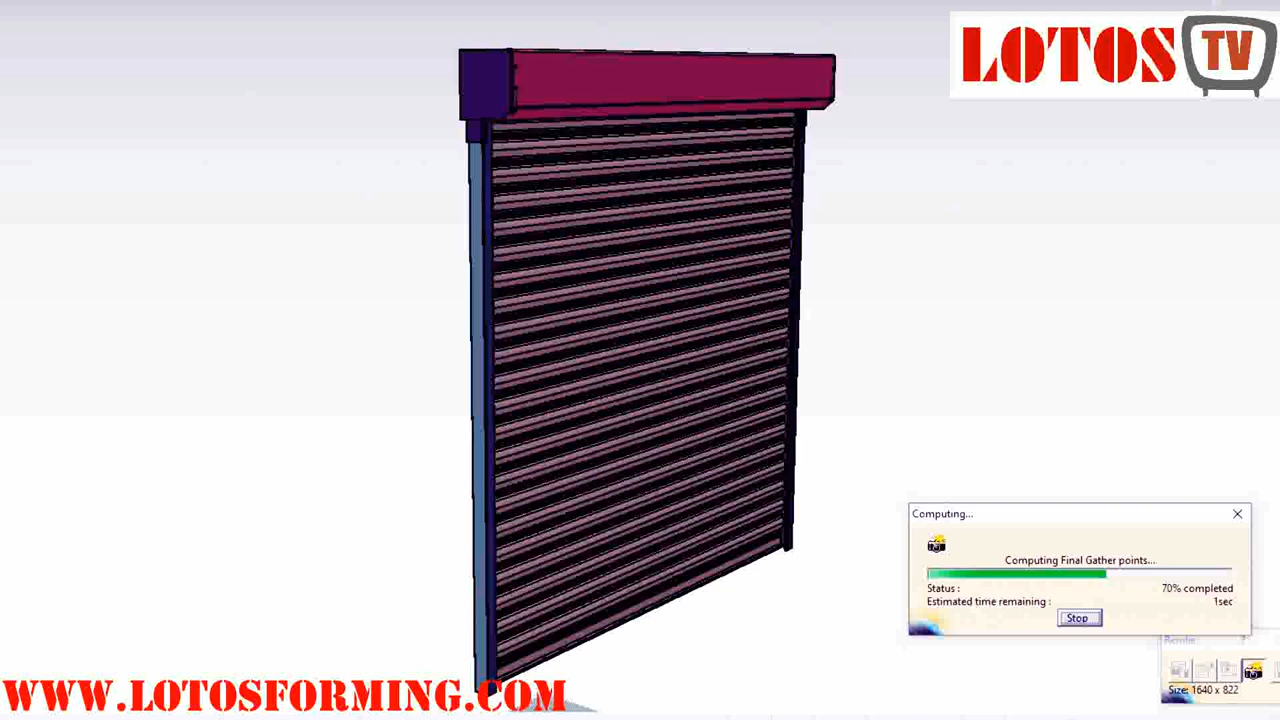 LOTOS TV
Computing...
Computing Final Gather points...
Status :
70% completed
Estimated time remaining :
1sec
Stop
Render
Size: 1640 x 822
WWW.LOTOSFORMING.COM